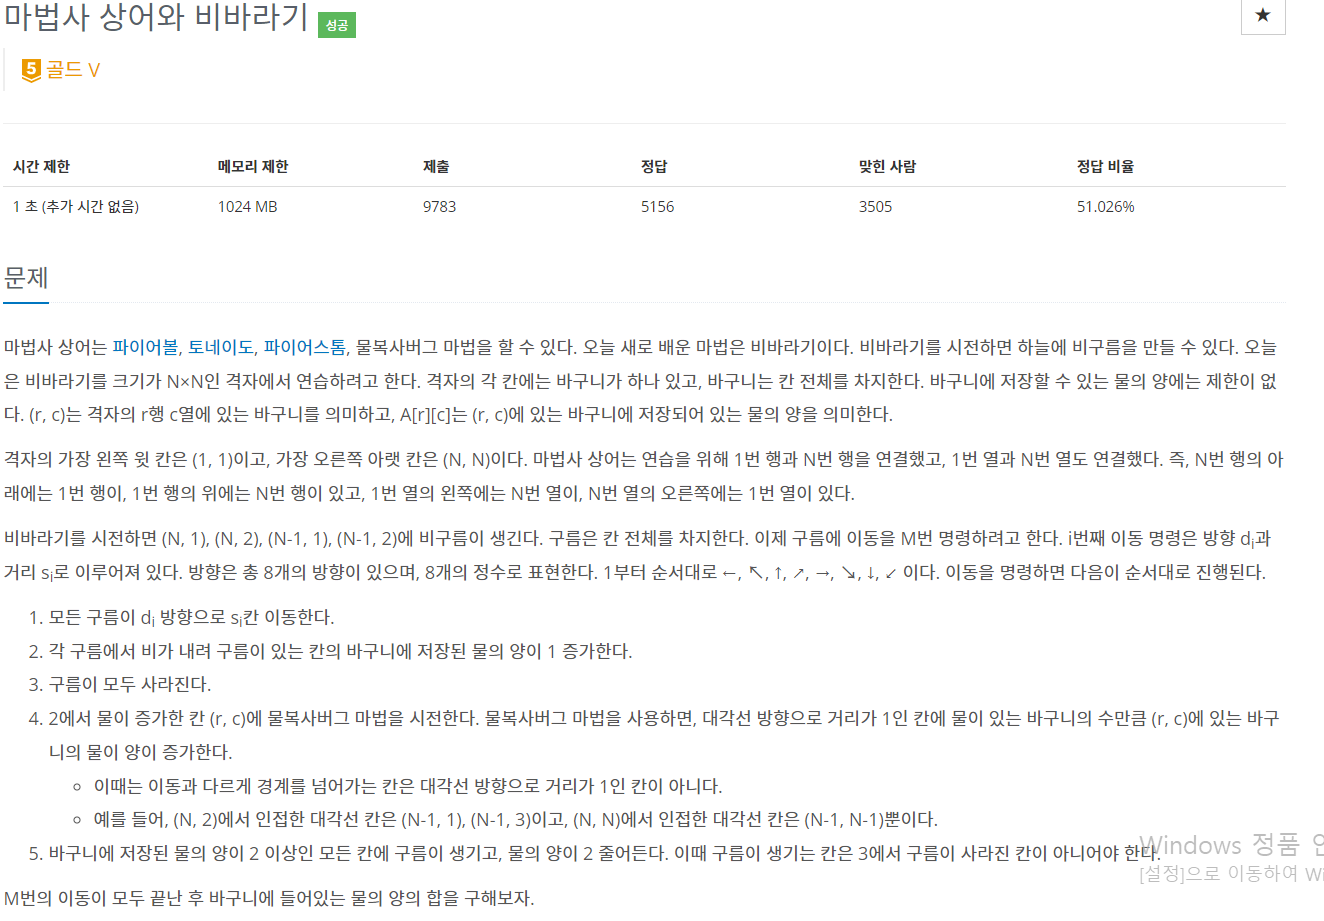 마법사 상어와 비바라기 성공
★
5 골드 V
시간 제한 메모리 제한 제출 정답 맞힌 사람 정답 비율
1 초 (추가 시간 없음) 1024 MB 9783 5156 3505 51.026%
문제
마법사 상어는 파이어볼, 토네이도, 파이어스톰, 물복사버그 마법을 할 수 있다. 오늘 새로 배운 마법은 비바라기이다. 비바라기를 시전하면 하늘에 비구름을 만들 수 있다. 오늘
은 비바라기를 크기가 N×N인 격자에서 연습하려고 한다. 격자의 각 칸에는 바구니가 하나 있고, 바구니는 칸 전체를 차지한다. 바구니에 저장할 수 있는 물의 양에는 제한이 없
다. (r, c)는 격자의 r행 c열에 있는 바구니를 의미하고, A[r][c]는 (r, c)에 있는 바구니에 저장되어 있는 물의 양을 의미한다.
격자의 가장 왼쪽 윗 칸은 (1, 1)이고, 가장 오른쪽 아랫 칸은 (N, N)이다. 마법사 상어는 연습을 위해 1번 행과 N번 행을 연결했고, 1번 열과 N번 열도 연결했다. 즉, N번 행의 아
래에는 1번 행이, 1번 행의 위에는 N번 행이 있고, 1번 열의 왼쪽에는 N번 열이, N번 열의 오른쪽에는 1번 열이 있다.
비바라기를 시전하면 (N, 1), (N, 2), (N-1, 1), (N-1, 2)에 비구름이 생긴다. 구름은 칸 전체를 차지한다. 이제 구름에 이동을 M번 명령하려고 한다. i번째 이동 명령은 방향 di과
거리 si로 이루어져 있다. 방향은 총 8개의 방향이 있으며, 8개의 정수로 표현한다. 1부터 순서대로 ←, ↖, ↑, ↗, →, ↘, ↓, ↙ 이다. 이동을 명령하면 다음이 순서대로 진행된다.
1. 모든 구름이 di 방향으로 si칸 이동한다.
2. 각 구름에서 비가 내려 구름이 있는 칸의 바구니에 저장된 물의 양이 1 증가한다.
3. 구름이 모두 사라진다.
4. 2에서 물이 증가한 칸 (r, c)에 물복사버그 마법을 시전한다. 물복사버그 마법을 사용하면, 대각선 방향으로 거리가 1인 칸에 물이 있는 바구니의 수만큼 (r, c)에 있는 바구
니의 물이 양이 증가한다.
○ 이때는 이동과 다르게 경계를 넘어가는 칸은 대각선 방향으로 거리가 1인 칸이 아니다.
○ 예를 들어, (N, 2)에서 인접한 대각선 칸은 (N-1, 1), (N-1, 3)이고, (N, N)에서 인접한 대각선 칸은 (N-1, N-1)뿐이다.
5. 바구니에 저장된 물의 양이 2 이상인 모든 칸에 구름이 생기고, 물의 양이 2 줄어든다. 이때 구름이 생기는 칸은 3에서 구름이 사라진 칸이 아니어야 한다.
M번의 이동이 모두 끝난 후 바구니에 들어있는 물의 양의 합을 구해보자.
Windows 정품
[설정]으로 이동하여